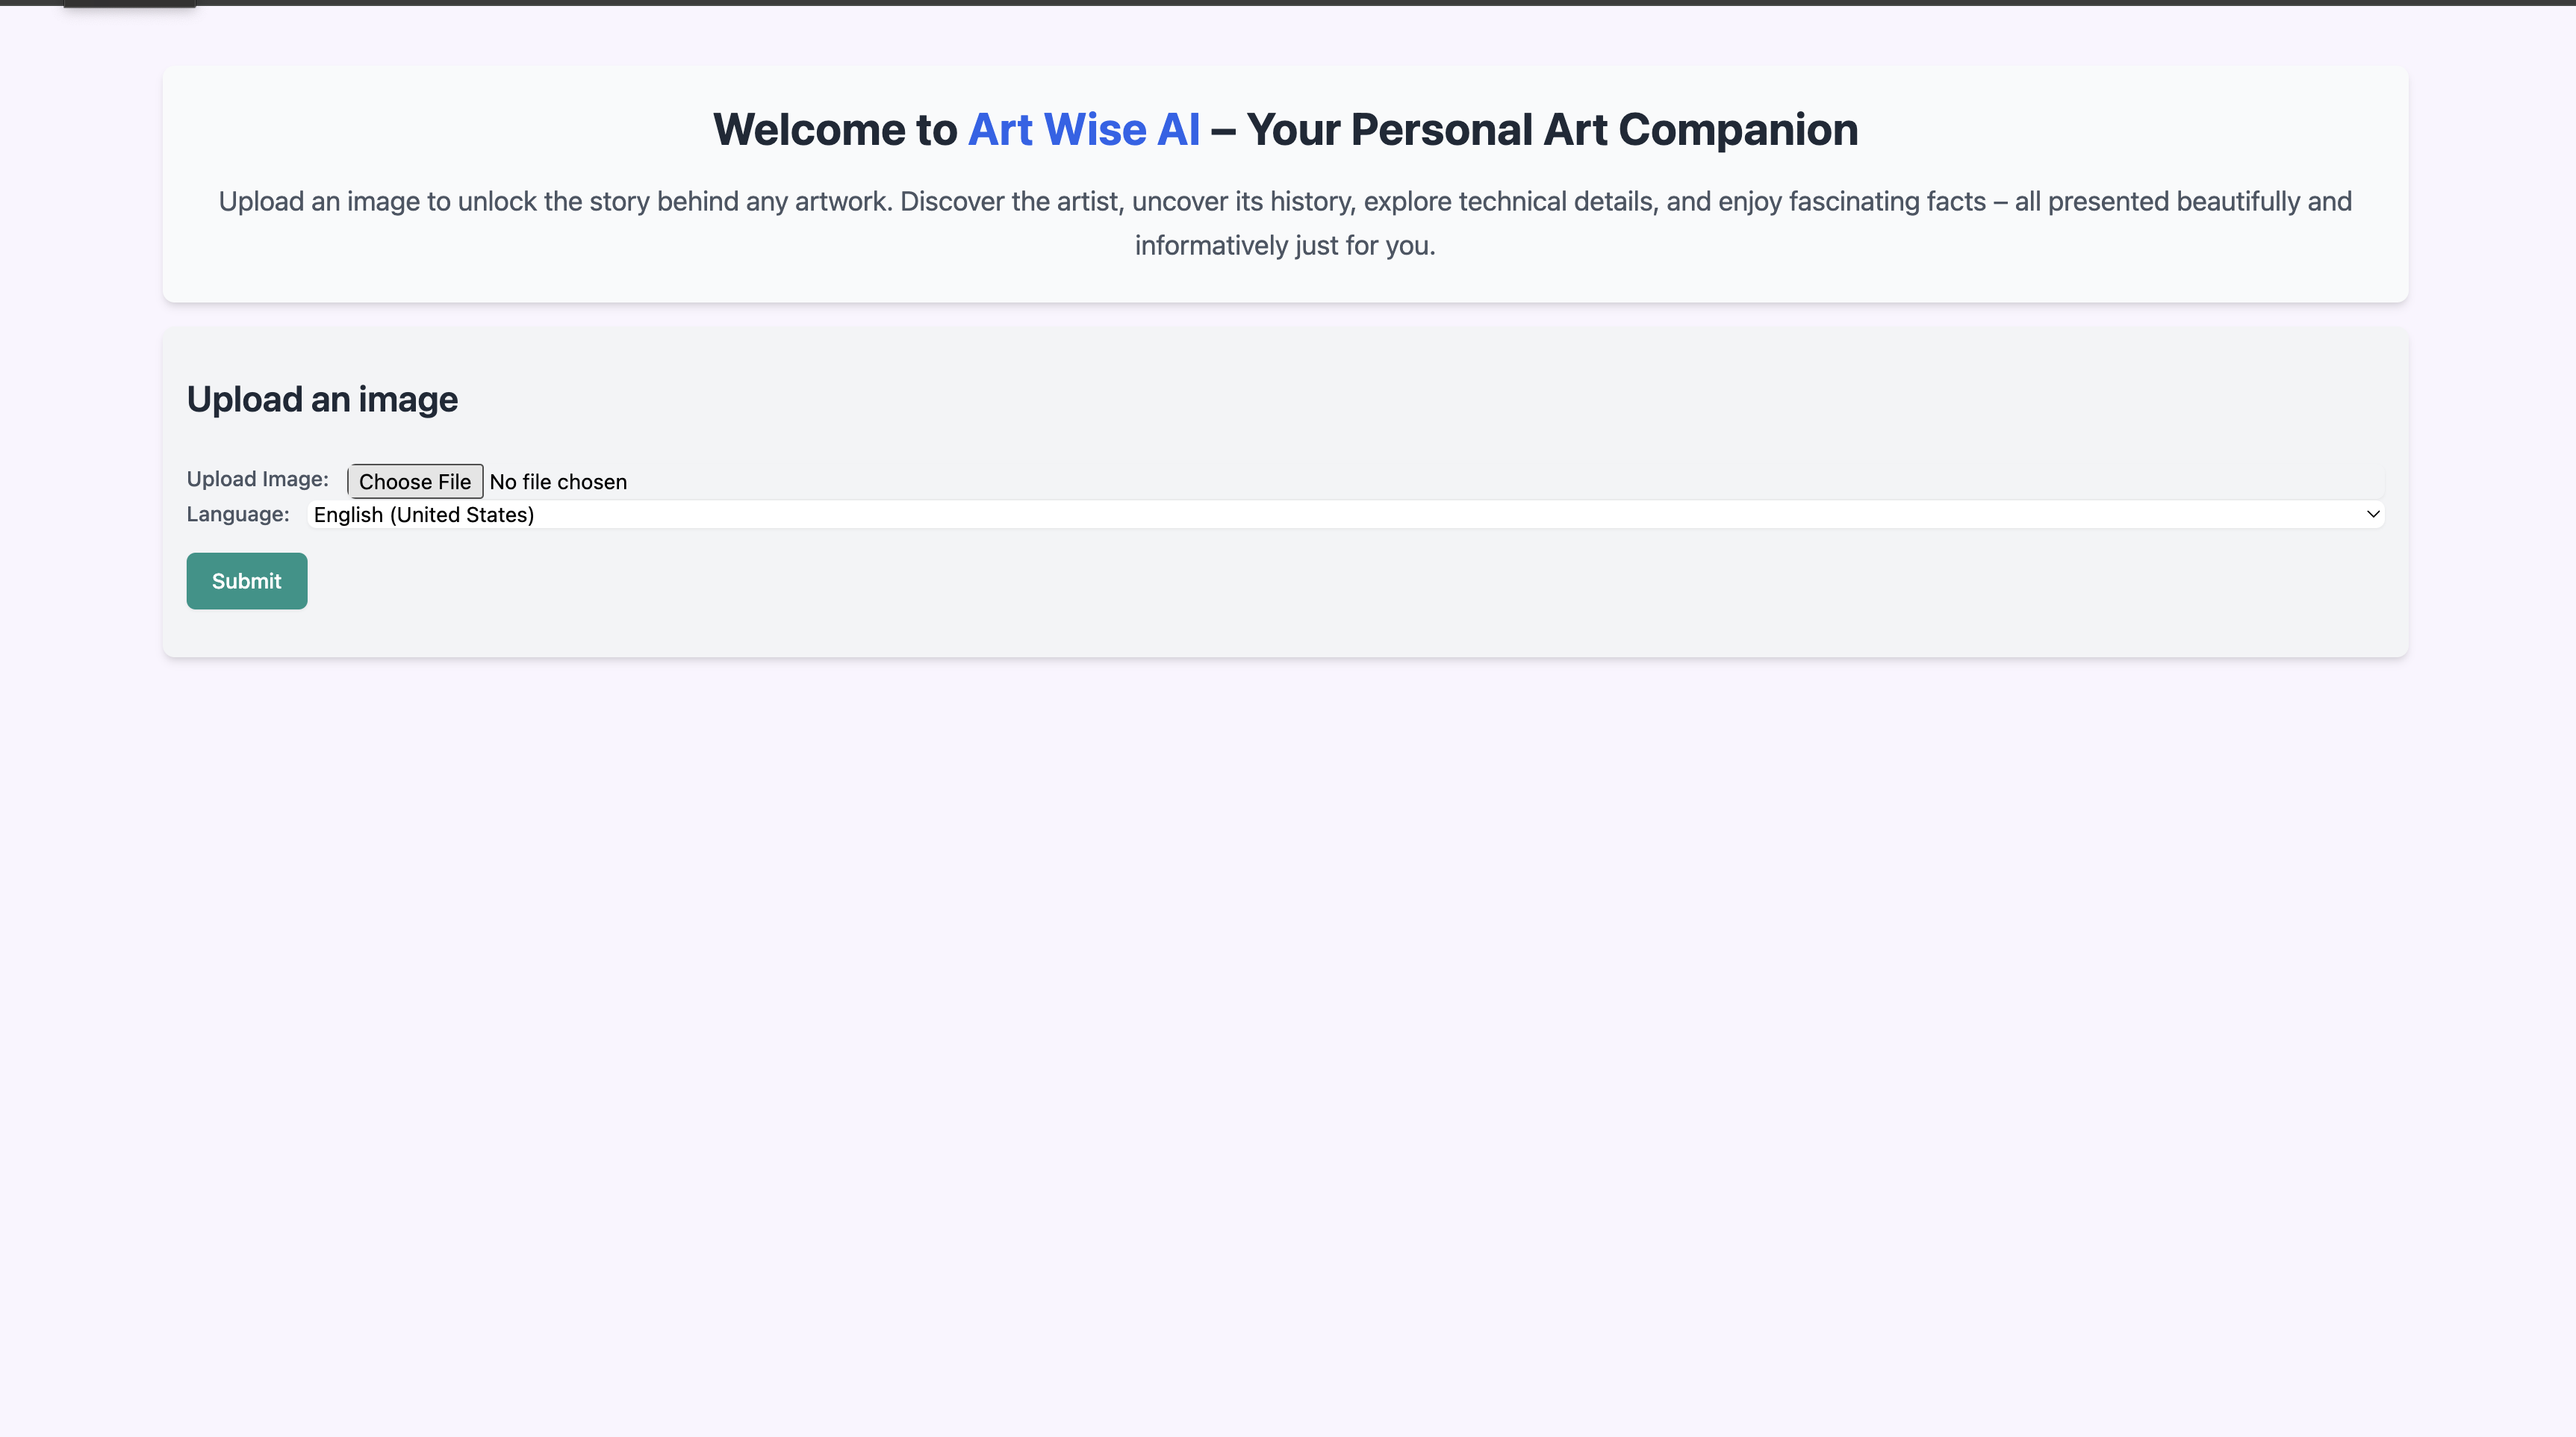 Welcome to Art Wise AI – Your Personal Art Companion
Upload an image to unlock the story behind any artwork. Discover the artist, uncover its history, explore technical details, and enjoy fascinating facts – all presented beautifully and
informatively just for you.
Upload an image
Upload Image: Choose File No file chosen
Language: English (United States)
Submit